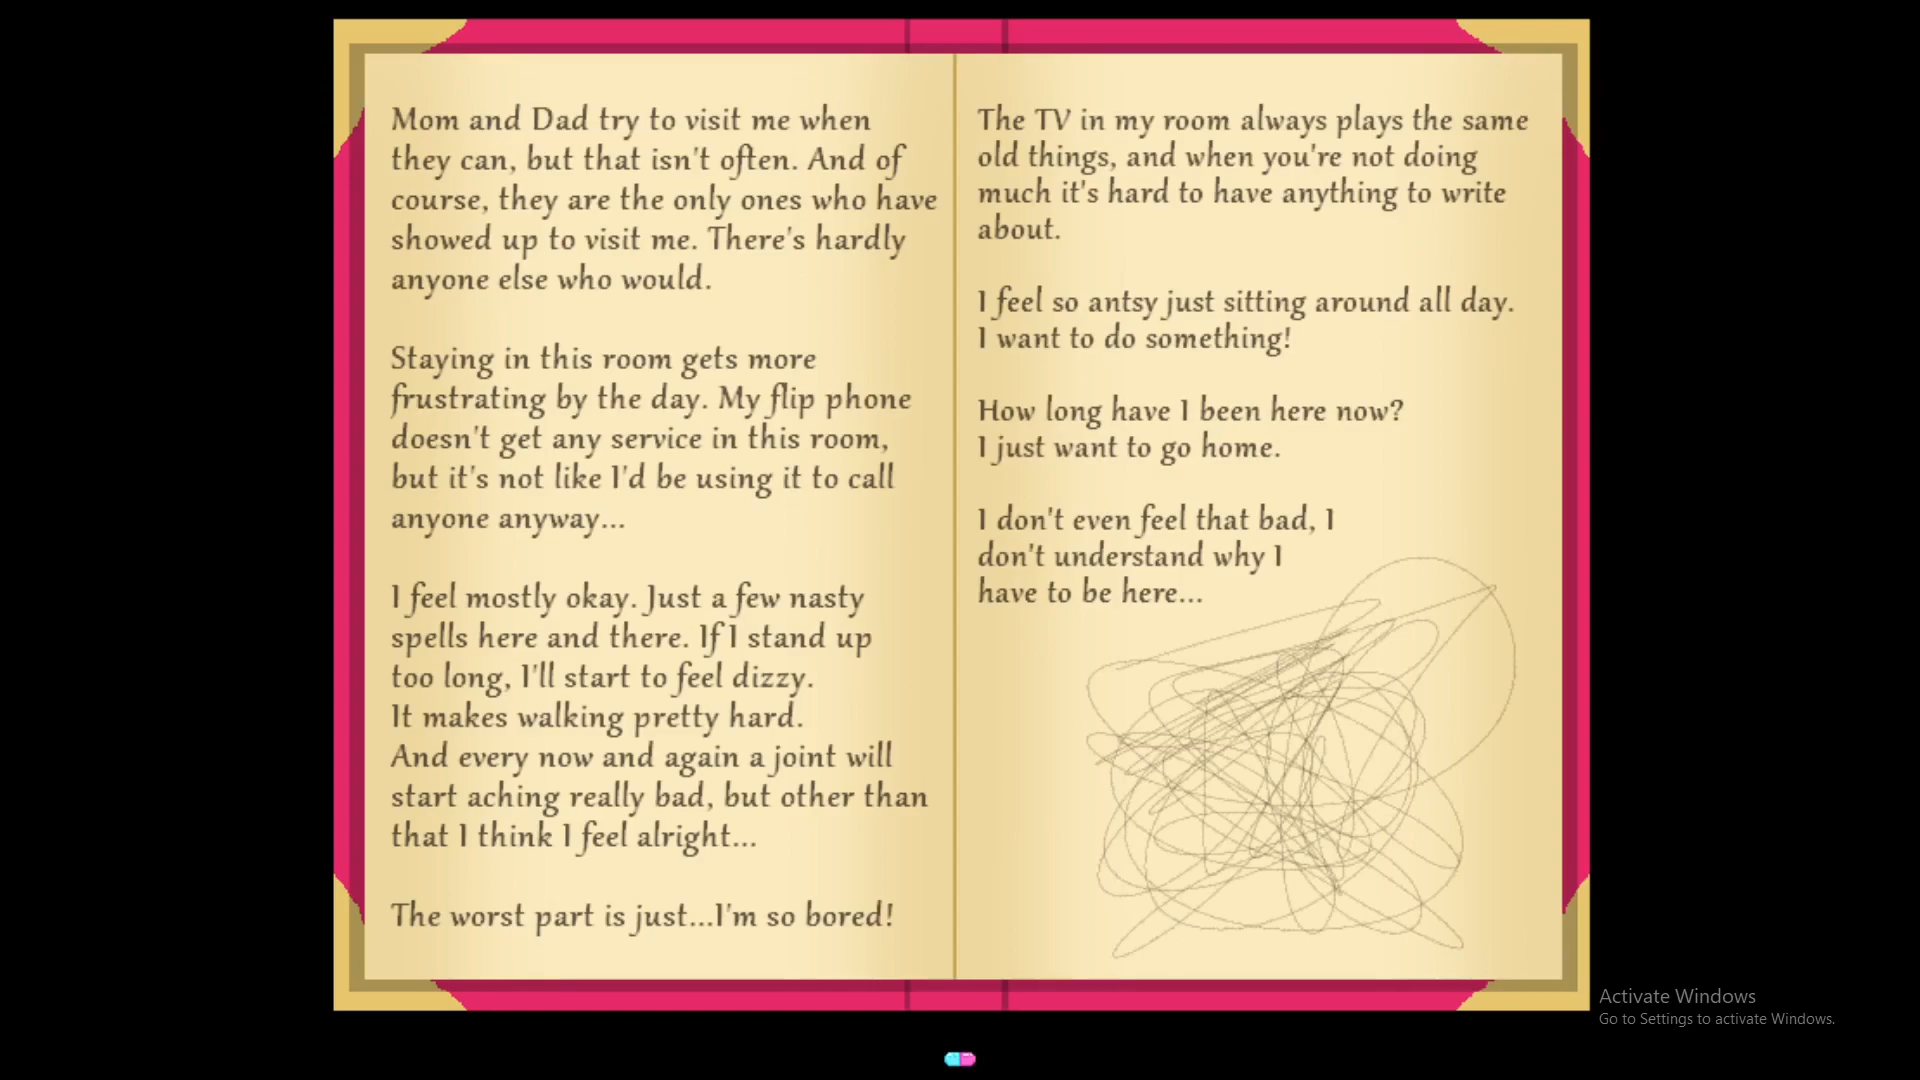 Mom and Dad try to visit me when
they can, but that isn't often. And of
course, they are the only ones who have
showed up to visit me. There's hardly
anyone else who would.
Staying in this room gets more
frustrating by the day. My flip phone
doesn't get any service in this room,
but it's not like I'd be using it to call
anyone anyway...
I feel mostly okay. Just a few nasty
spells here and there. If I stand up
too long, I'll start to feel dizzy.
It makes walking pretty hard.
And every now and again a joint will
start aching really bad, but other than
that I think I feel alright...
The worst part is just...I'm so bored!
The TV in my room always plays the same
old things, and when you're not doing
much it's hard to have anything to write
about.
I feel so antsy just sitting around all day.
I want to do something!
How long have I been here now?
I just want to go home.
I don't even feel that bad, I
don't understand why I
have to be here...
Activate Windows
Go to Settings to activate Windows.